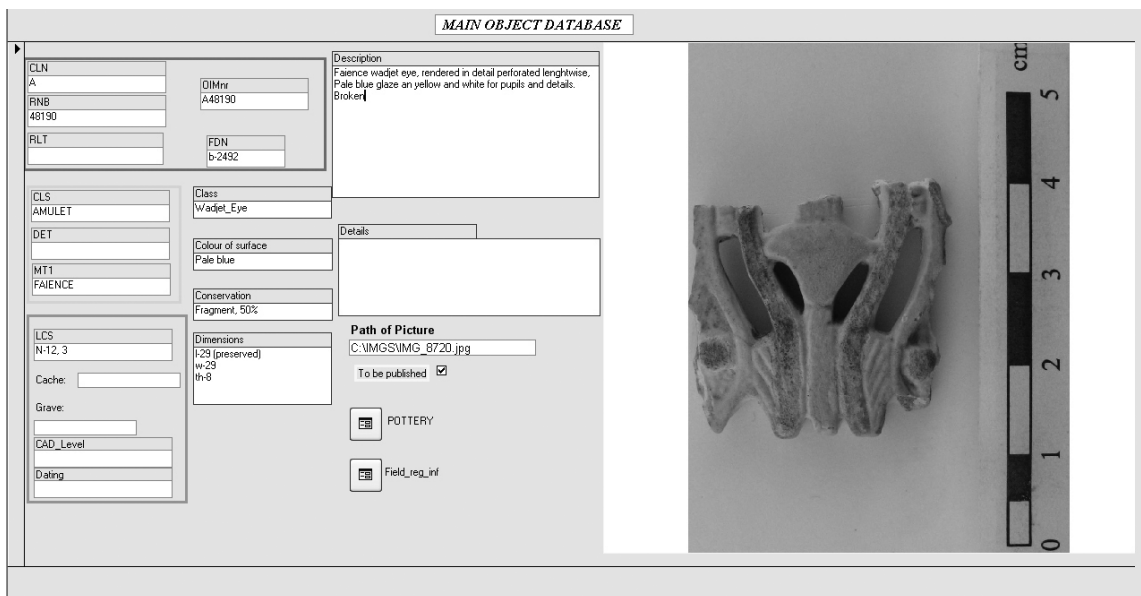 MAIN OBJECT DATABASE
CLN
A
RNB
48190
RLT
OIMnr
A48190
FDN
b-2492
Description
Faience wadjet eye, rendered in detail perforated lenghtwise,
Pale blue glaze an yellow and white for pupils and details.
Broken
CLS
AMULET
DET
MT1
FAIENCE
Class
Wadjet_Eye
Colour of surface
Pale blue
Conservation
Fragment, 50%
Dimensions
l-29 (preserved)
w-29
th-8
Details
LCS
N-12, 3
Cache:
Grave:
CAD_Level
Dating
Path of Picture
C:\IMGS\IMG_8720.jpg
To be published
POTTERY
Field_reg_inf
cm
5
4
3
2
1
0